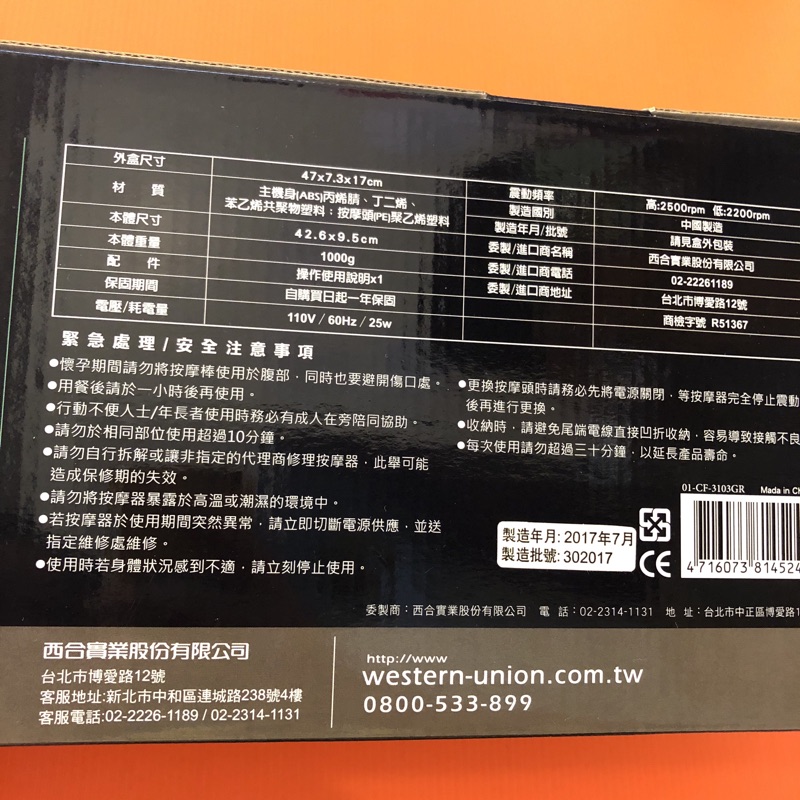 外盒尺寸 47x7.3x17cm 震動頻率 高:2500rpm 低:2200rpm
材質 主機身(ABS)丙烯腈、丁二烯、
苯乙烯共聚物塑料；按摩頭(PE)聚乙烯塑料 製造國別 中國製造
本體尺寸 42.6x9.5cm 製造年月/批號 請見盒外包裝
本體重量 1000g 委製/進口商名稱 西合實業股份有限公司
配件 操作使用說明x1 委製/進口商電話 02-22261189
保固期間 自購買日起一年保固 委製/進口商地址 台北市博愛路12號
電壓/耗電量 110V/60Hz/25w 商檢字號 R51367
緊急處理/安全注意事項
●懷孕期間請勿將按摩棒使用於腹部．同時也要避開傷口處。
●用餐後請於一小時後再使用。
●行動不便人士/年長者使用時務必有成人在旁陪同協助。
●請勿於相同部位使用超過10分鐘。
●請勿自行拆解或讓非指定的代理商修理按摩器．此舉可能
造成保修期的失效。
●請勿將按摩器暴露於高溫或潮濕的環境中。
●若按摩器於使用期間突然異常．請立即切斷電源供應．並送
指定維修處維修。
●使用時若身體狀況感到不適．請立刻停止使用。
●更換按摩頭時請務必先將電源關閉．等按摩器完全停止震動
後再進行更換。
●收納時．請避免尾端電線直接凹折收納．容易導致接觸不良
●每次使用請勿超過三十分鐘．以延長產品壽命。
01-CF-3103GR Made in Ch
製造年月: 2017年7月
製造批號: 302017
CE
4 716073 814524
委製商：西合實業股份有限公司 電話：02-2314-1131 地址：台北市中正區博愛路1
西合實業股份有限公司
台北市博愛路12號
客服地址:新北市中和區連城路238號4樓
客服電話:02-2226-1189 / 02-2314-1131
http://www
western-union.com.tw
0800-533-899